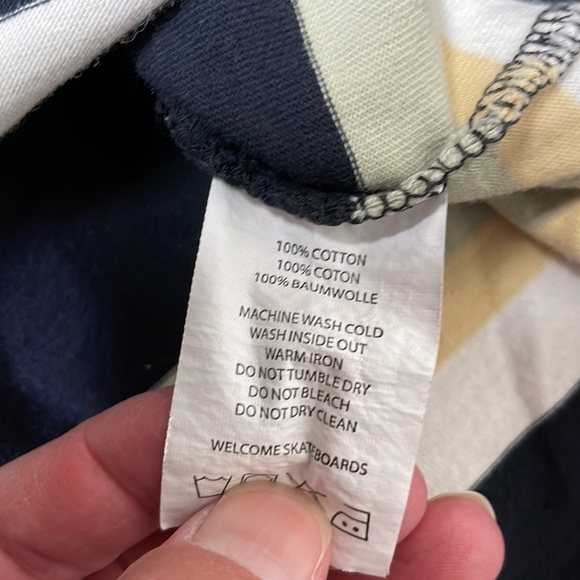 100% COTTON
100% COTON
100% BAUMWOLLE
MACHINE WASH COLD
WASH INSIDE OUT
WARM IRON
DO NOT TUMBLE DRY
DO NOT BLEACH
DO NOT DRY CLEAN
WELCOME SKATEBOARDS